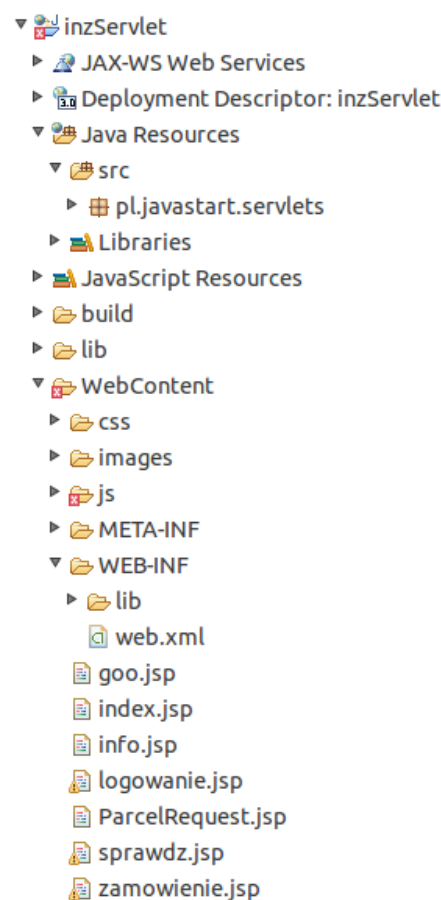 inzServlet
JAX-WS Web Services
3.0 Deployment Descriptor: inzServlet
Java Resources
src
pl.javastart.servlets
Libraries
JavaScript Resources
build
lib
WebContent
css
images
js
META-INF
WEB-INF
lib
web.xml
goo.jsp
index.jsp
info.jsp
logowanie.jsp
ParcelRequest.jsp
sprawdz.jsp
zamowienie.jsp